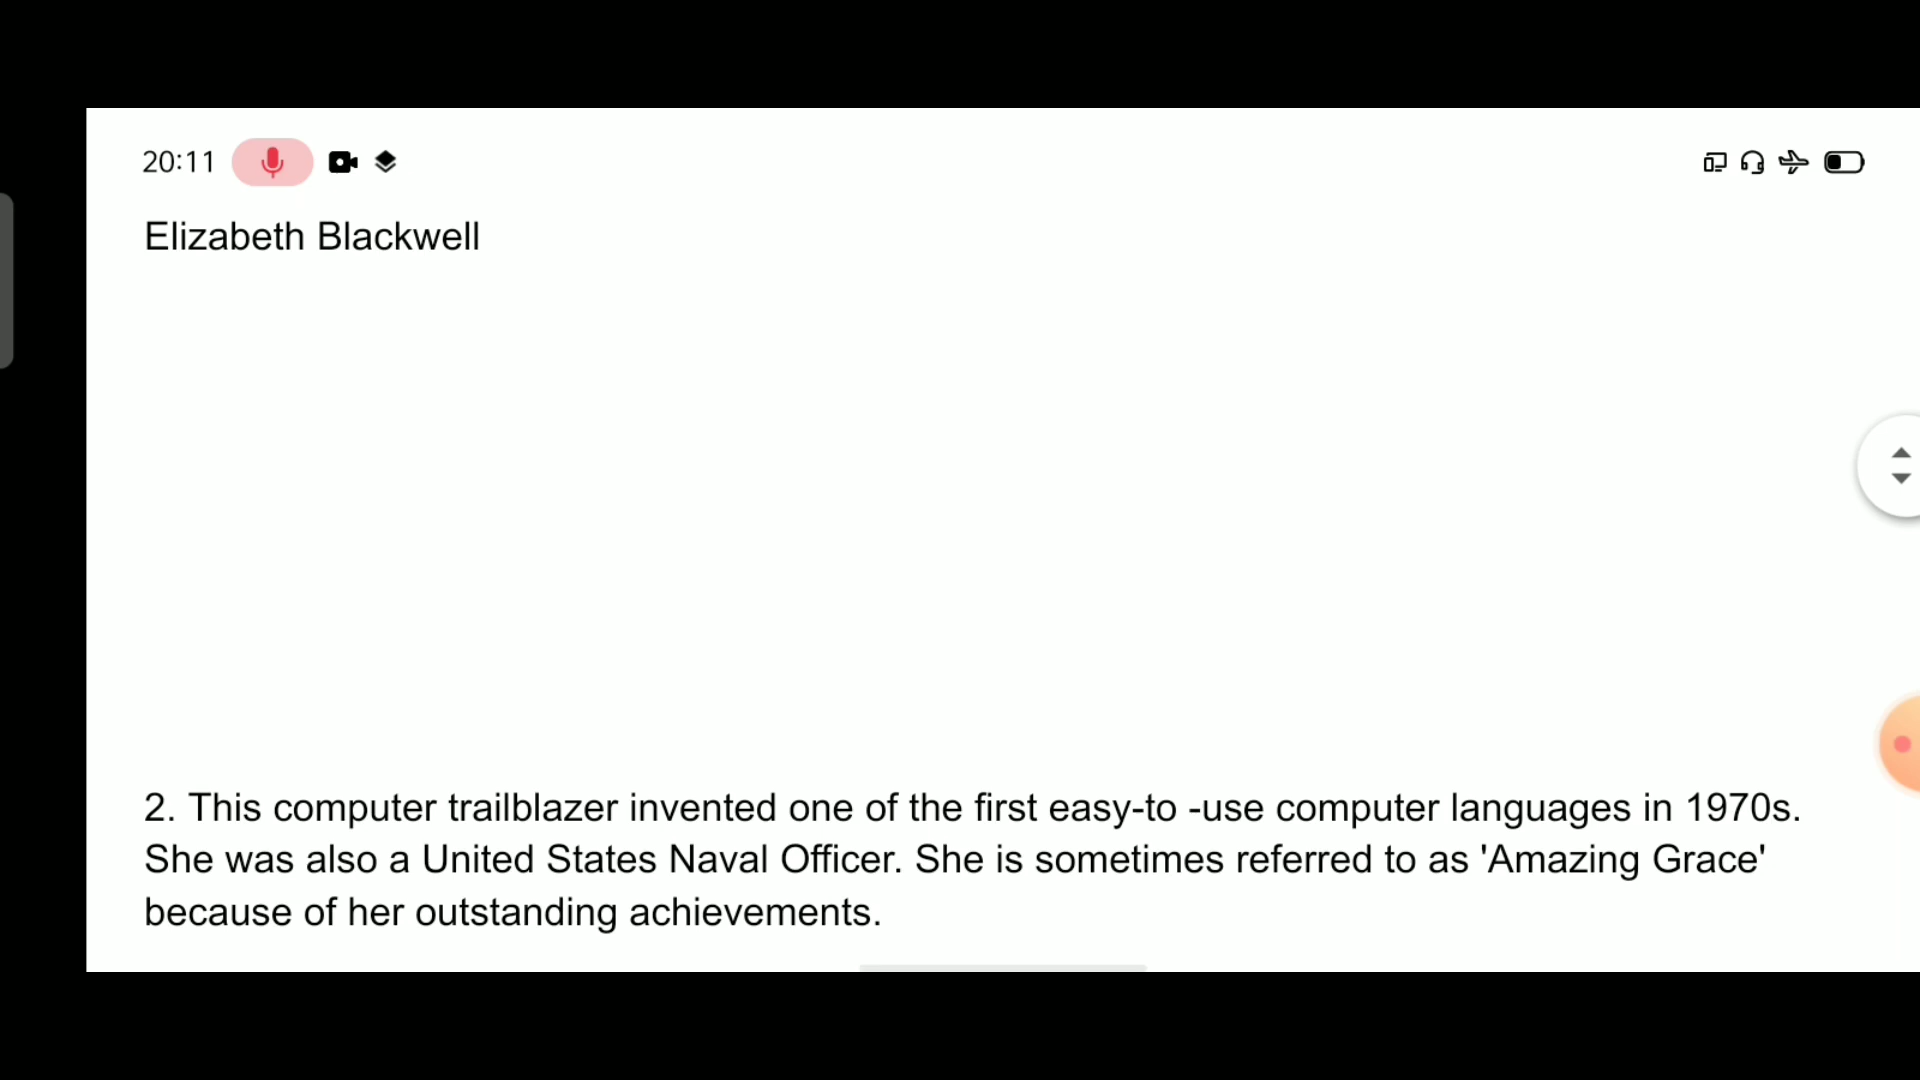 20:11
Elizabeth Blackwell
2. This computer trailblazer invented one of the first easy-to -use computer languages in 1970s.
She was also a United States Naval Officer. She is sometimes referred to as 'Amazing Grace'
because of her outstanding achievements.